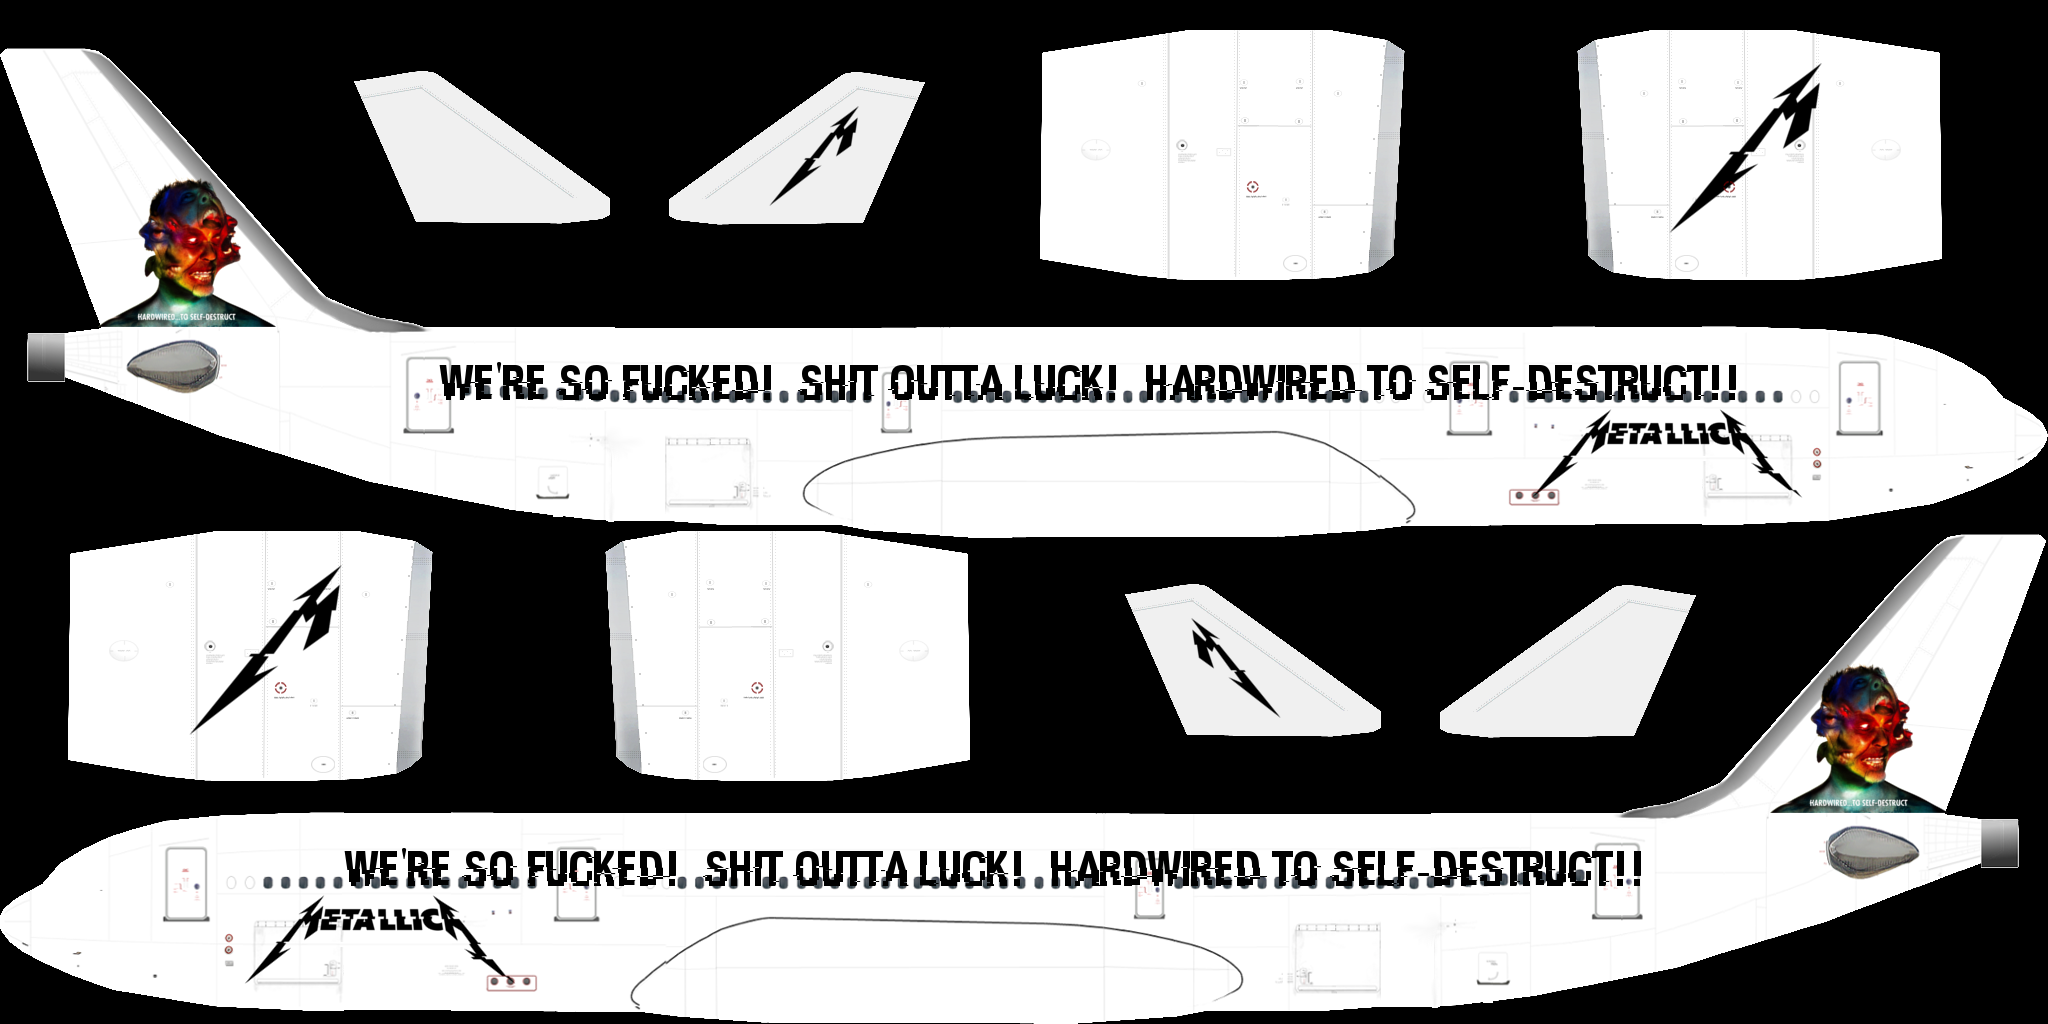 HARDWIRED...TO SELF-DESTRUCT
WE'RE SO FUCKED! SHIT OUTTA LUCK! HARDWIRED TO SELF-DESTRUCT!!
METALLICA
M
M
M
M
HARDWIRED...TO SELF-DESTRUCT
WE'RE SO FUCKED! SHIT OUTTA LUCK! HARDWIRED TO SELF-DESTRUCT!!
METALLICA